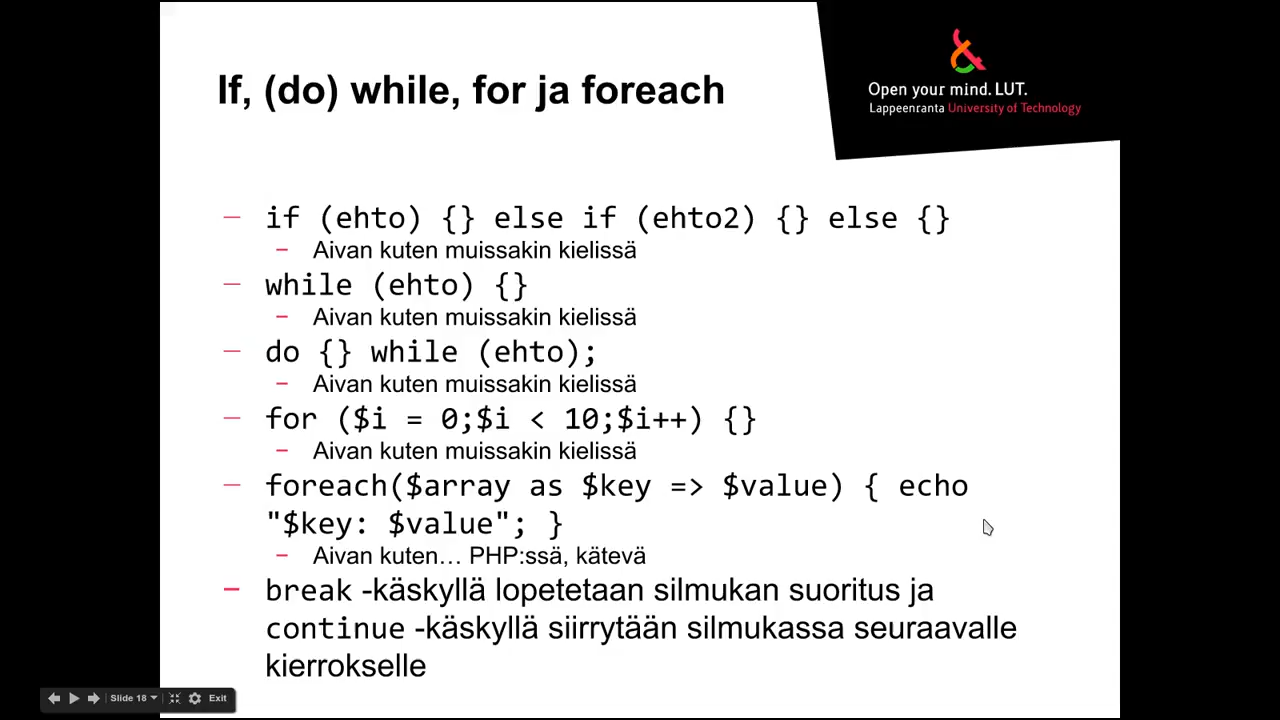 If, (do) while, for ja foreach
Open your mind. LUT.
Lappeenranta University of Technology
– if (ehto) {} else if (ehto2) {} else {}
– Aivan kuten muissakin kielissä
– while (ehto) {}
– Aivan kuten muissakin kielissä
– do {} while (ehto);
– Aivan kuten muissakin kielissä
– for ($i = 0;$i < 10;$i++) {}
– Aivan kuten muissakin kielissä
– foreach($array as $key => $value) { echo
"$key: $value"; }
– Aivan kuten… PHP:ssä, kätevä
– break -käskyllä lopetetaan silmukan suoritus ja
continue -käskyllä siirrytään silmukassa seuraavalle
kierrokselle
Slide 18 Exit